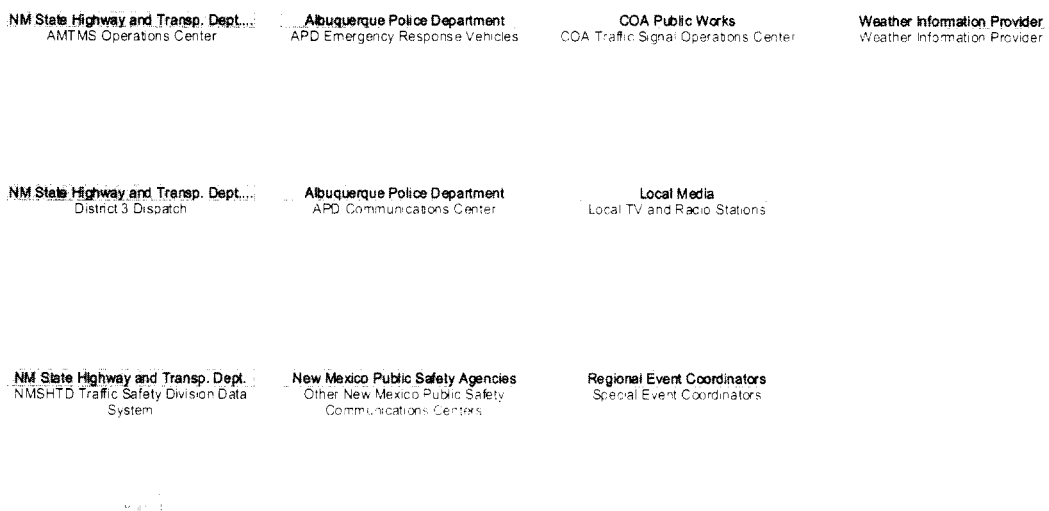 NM State Highway and Transp. Dept....
AMTMS Operations Center
Albuquerque Police Department
APD Emergency Response Vehicles
COA Public Works
COA Traffic Signal Operations Center
Weather Information Provider
Weather Information Provider
NM State Highway and Transp. Dept....
District 3 Dispatch
Albuquerque Police Department
APD Communications Center
Local Media
Local TV and Radio Stations
NM State Highway and Transp. Dept.
NMSHTD Traffic Safety Division Data
System
New Mexico Public Safety Agencies
Other New Mexico Public Safety
Communications Centers
Regional Event Coordinators
Special Event Coordinators